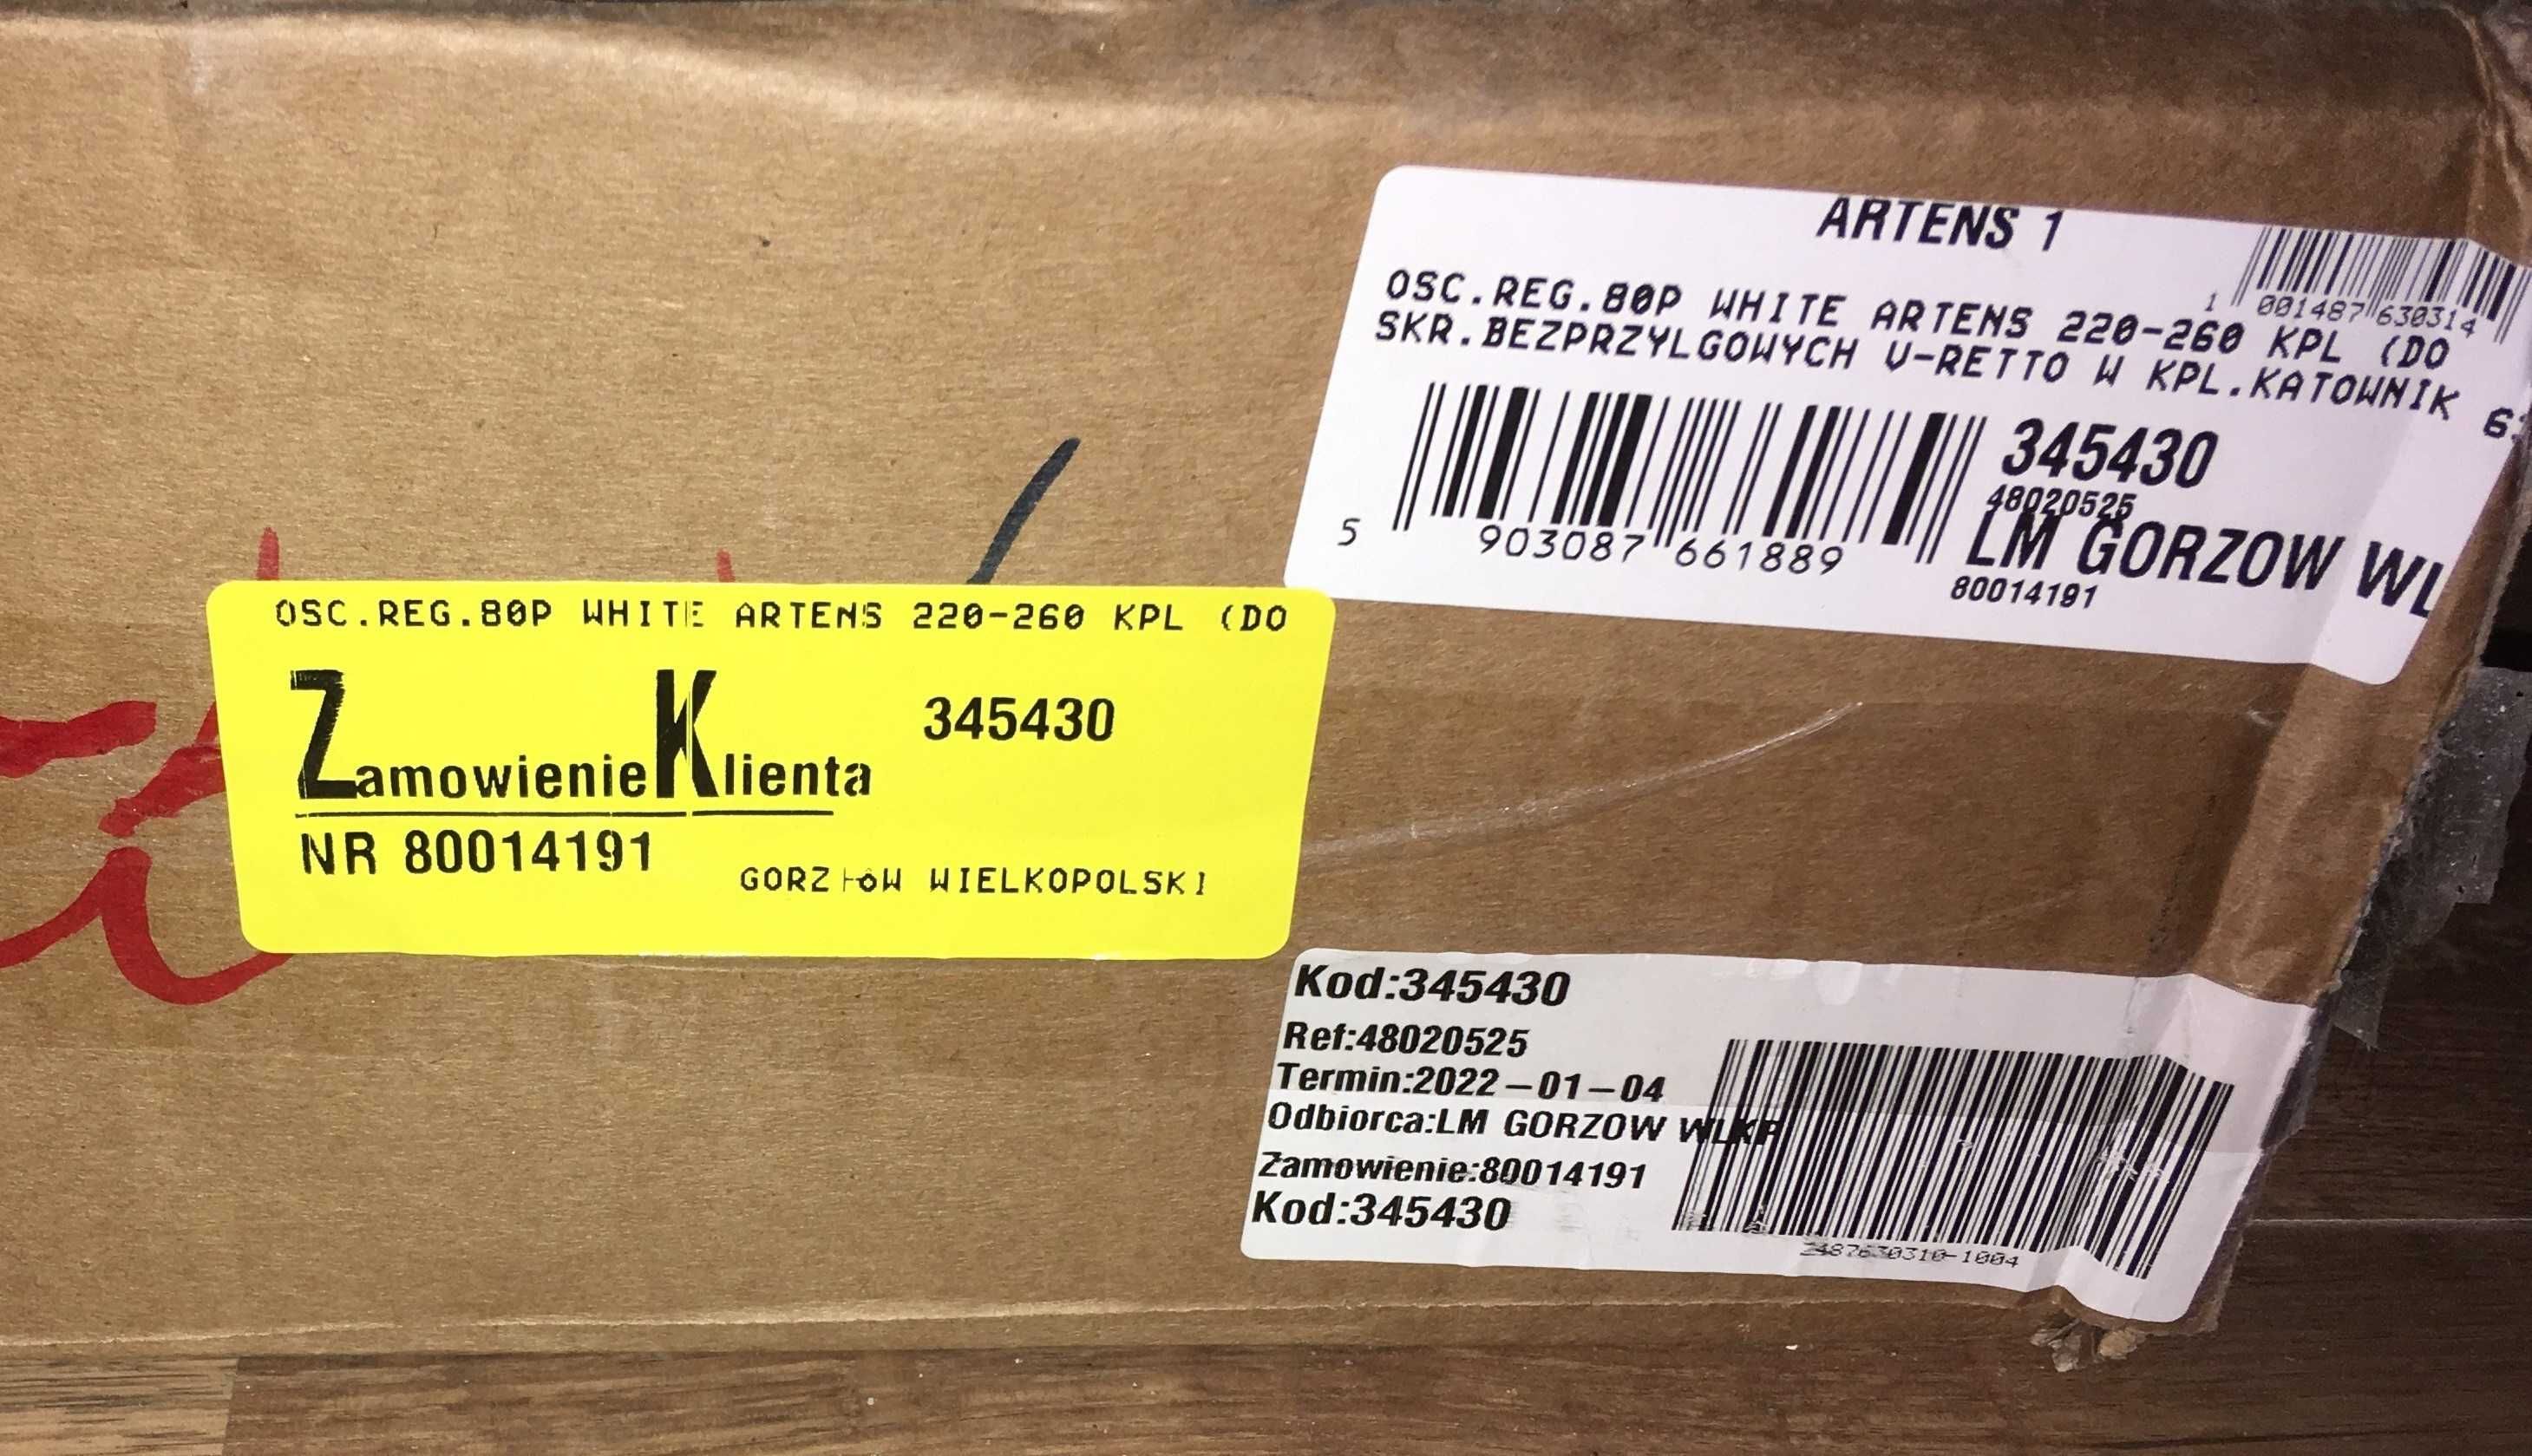 ARTENS 1
1 001487 630314
OSC.REG.80P WHITE ARTENS 220-260 KPL (DO
SKR.BEZPRZYLGOWYCH V-RETTO W KPL.KATOWNIK
345430
48020525
LM GORZOW WL
80014191
5 903087 661889
OSC.REG.80P WHITE ARTENS 220-260 KPL (DO
ZamowienieKlienta 345430
NR 80014191
GORZÓW WIELKOPOLSKI
Kod:345430
Ref:48020525
Termin:2022-01-04
Odbiorca:LM GORZOW WLKP
Zamowienie:80014191
Kod:345430
2487630310-1004